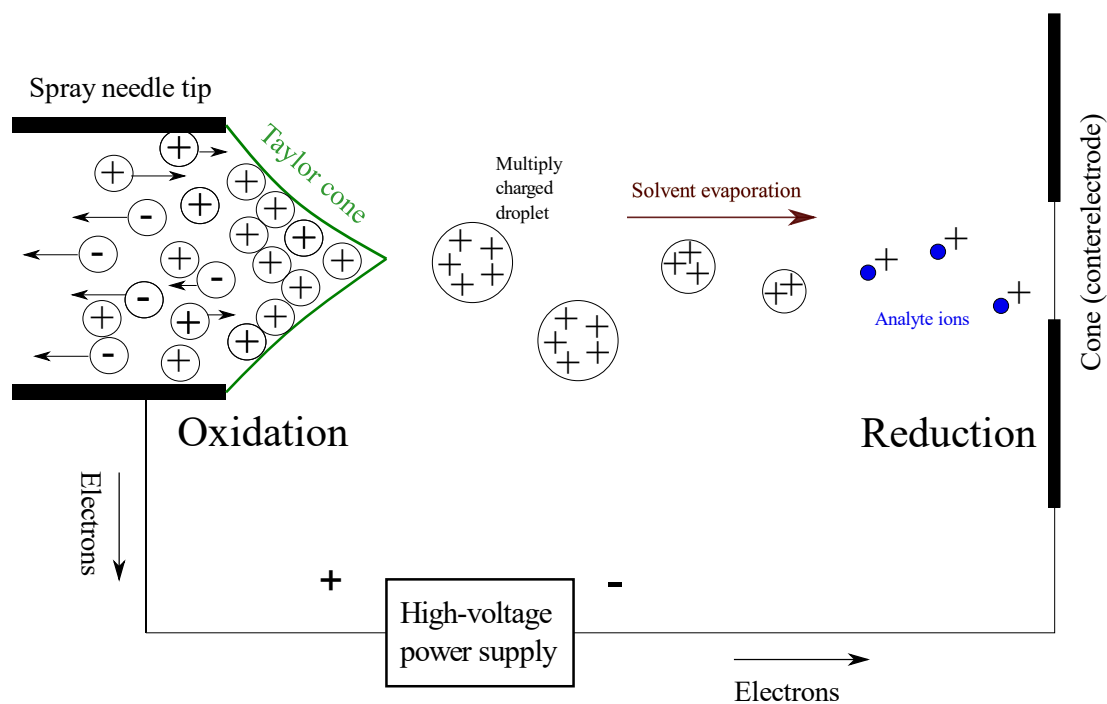 Spray needle tip
Taylor cone
Multiply
charged
droplet
Solvent evaporation
Analyte ions
Cone (conterelectrode)
Oxidation
Reduction
Electrons
+
-
High-voltage
power supply
Electrons